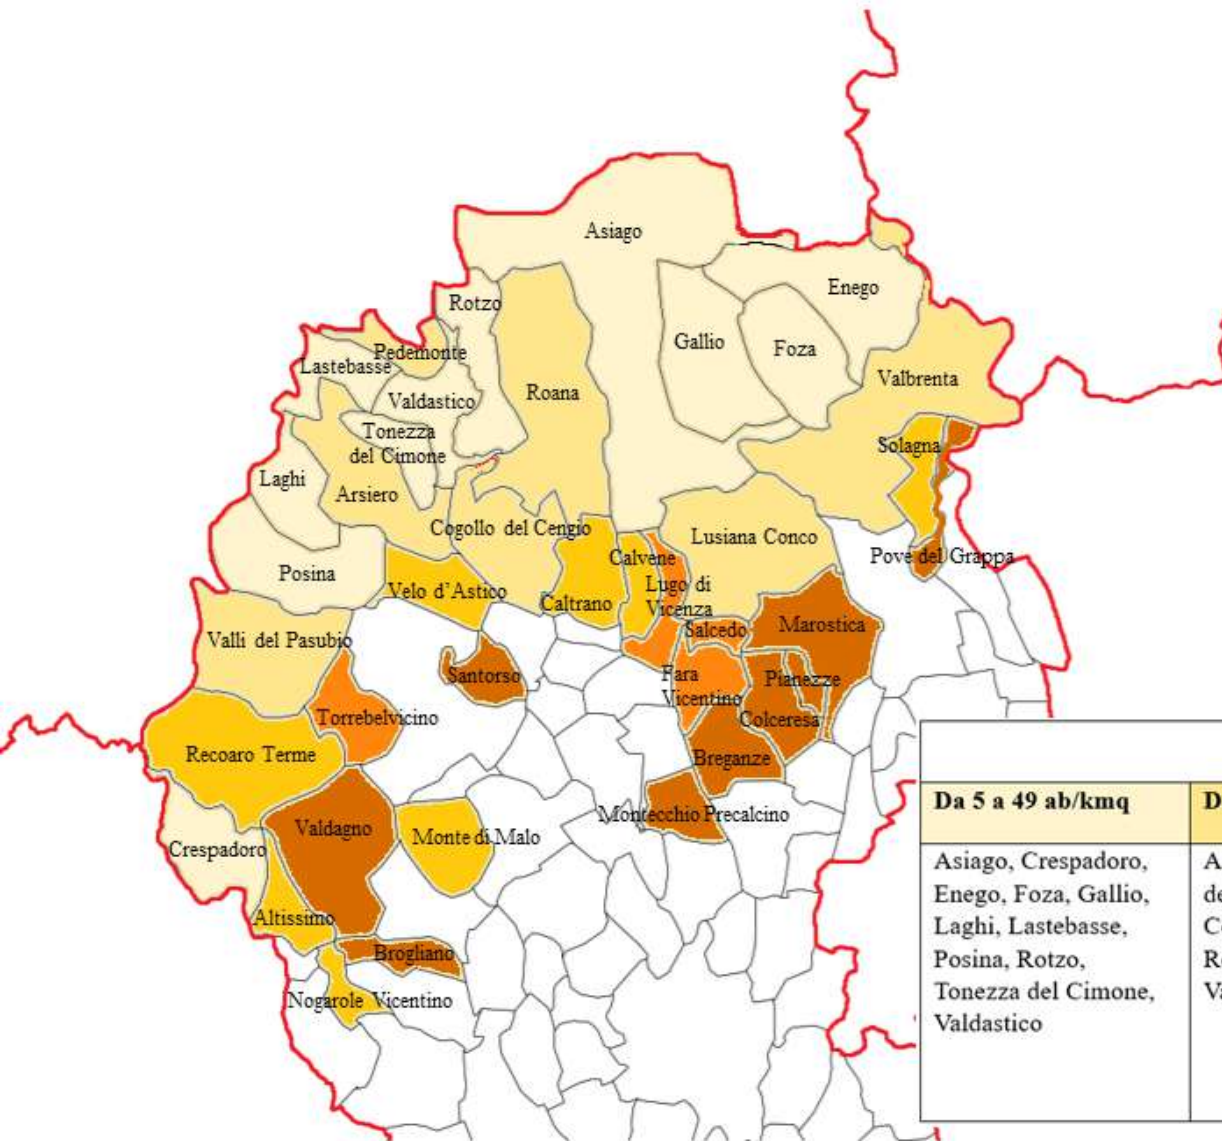 Asiago
Enego
Rotzo
Gallio
Foza
Pedemonte
Lastebasse
Valbrenta
Roana
Valdastico
Tonezza
del Cimone
Solagna
Laghi
Arsiero
Cogollo del Cengio
Lusiana Conco
Calvene
Pove del Grappa
Posina
Velo d'Astico
Lugo di
Vicenza
Caltrano
Salcedo
Marostica
Valli del Pasubio
Santorso
Fara
Vicentino
Pianezze
Torrebelvicino
Colceresa
Recoaro Terme
Breganze
Montecchio Precalcino
Valdagno
Monte di Malo
Crespadoro
Altissimo
Brogliano
Nogarole Vicentino
Da 5 a 49 ab/kmq
D
Asiago, Crespadoro,
Enego, Foza, Gallio,
Laghi, Lastebasse,
Posina, Rotzo,
Tonezza del Cimone,
Valdastico
A
de
C
R
Va